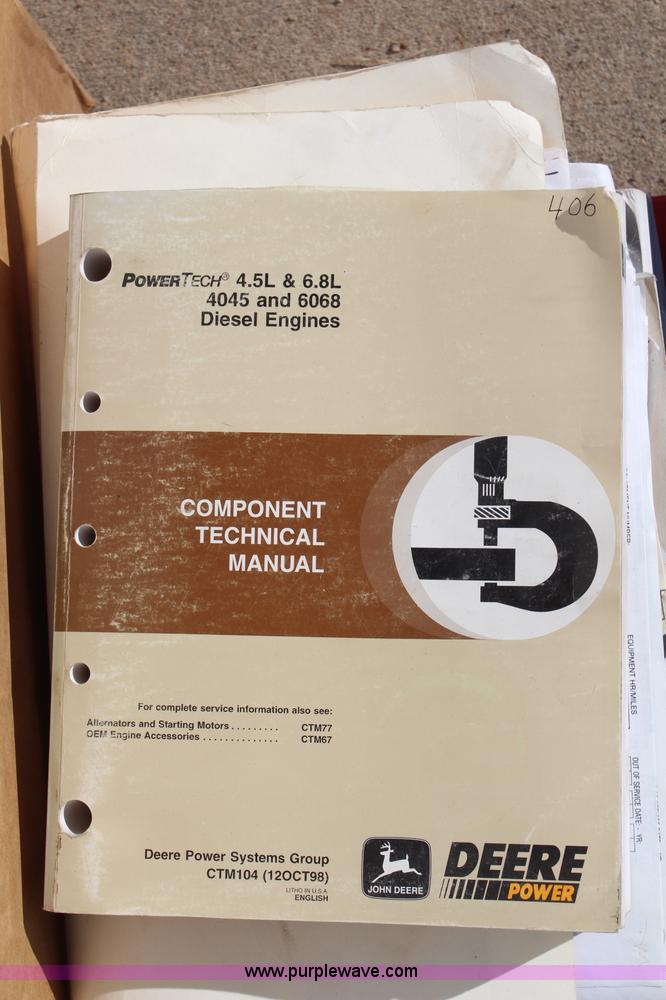 406
POWERTECH® 4.5L & 6.8L
4045 and 6068
Diesel Engines
COMPONENT
TECHNICAL
MANUAL
For complete service information also see:
Alternators and Starting Motors . . . . . . . . . CTM77
OEM Engine Accessories . . . . . . . . . . . . . . CTM67
Deere Power Systems Group
CTM104 (12OCT98)
LITHO IN U.S.A.
ENGLISH
JOHN DEERE
DEERE
POWER
EQUIPMENT HR/MILES
OUT OF SERVICE DATE: - YR:
www.purplewave.com